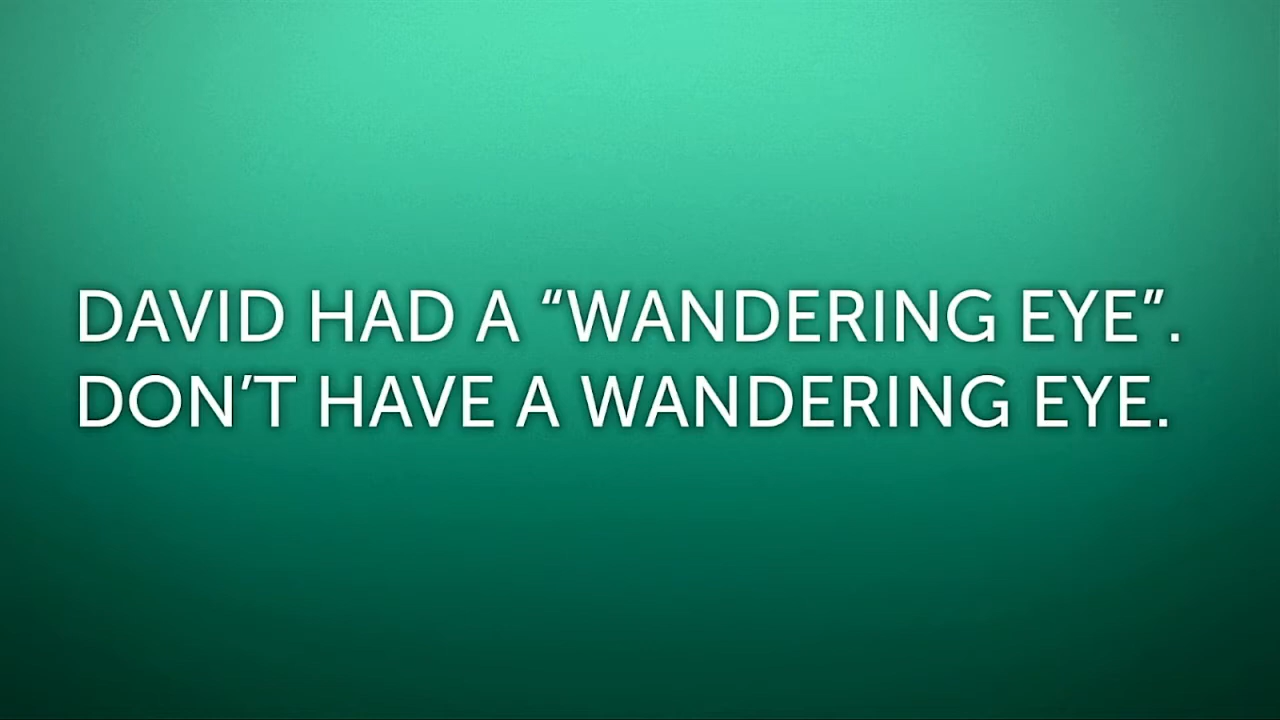 DAVID HAD A “WANDERING EYE”.
DON’T HAVE A WANDERING EYE.